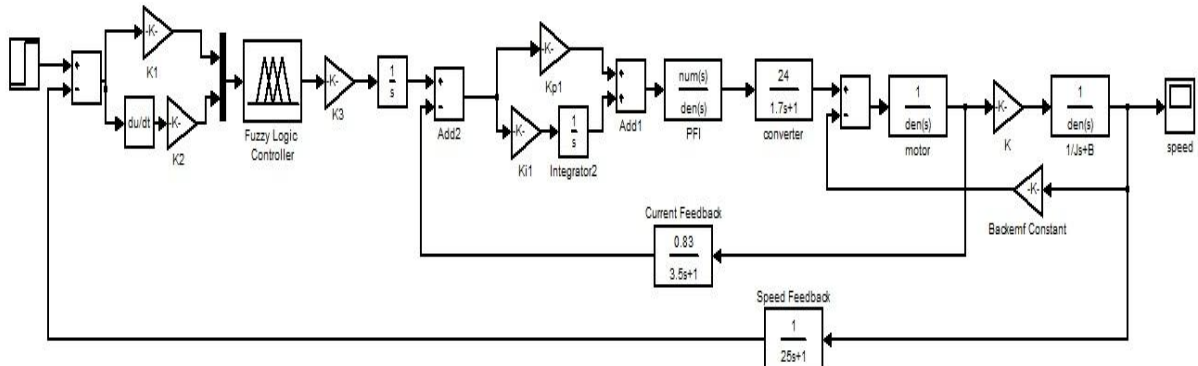 -K-
K1
du/dt
-K-
K2
Fuzzy Logic
Controller
-K-
K3
1
s
Add2
-K-
Kp1
-K-
Ki1
1
s
Integrator2
Add1
num(s)
den(s)
PFI
24
1.7s+1
converter
1
den(s)
motor
-K-
K
1
den(s)
1/Js+B
speed
-K-
Backemf Constant
Current Feedback
0.83
3.5s+1
Speed Feedback
1
25s+1